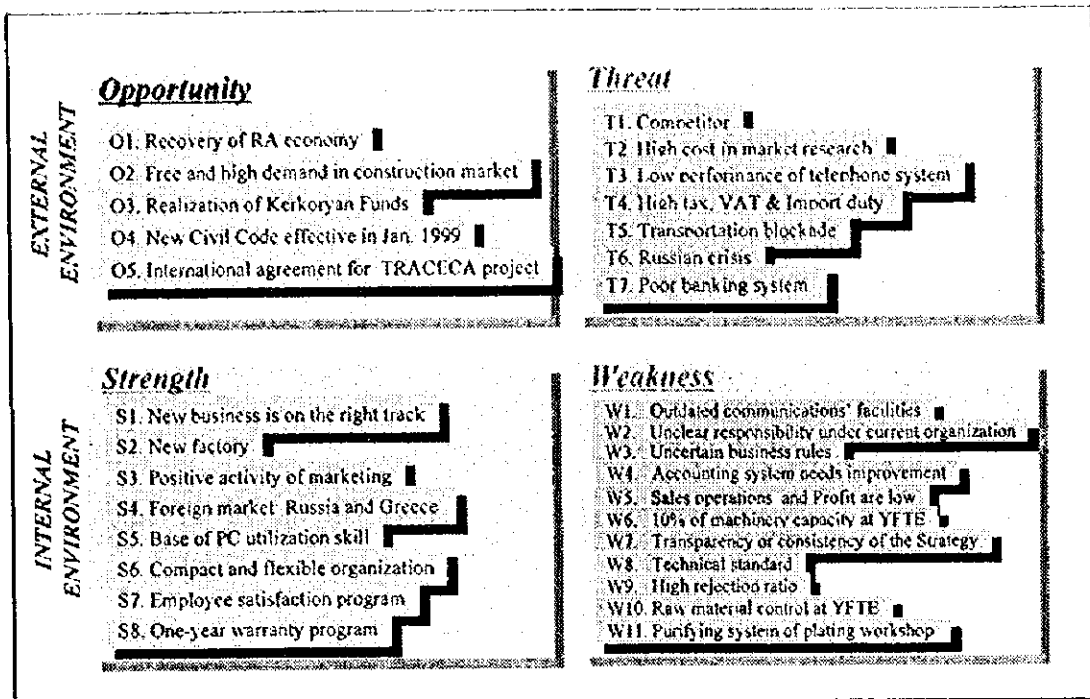 EXTERNAL
ENVIRONMENT
Opportunity
O1. Recovery of RA economy
O2. Free and high demand in construction market
O3. Realization of Kerkoryan Funds
O4. New Civil Code effective in Jan. 1999
O5. International agreement for TRACECA project
Threat
T1. Competitor
T2. High cost in market research
T3. Low performance of telephone system
T4. High tax, VAT & Import duty
T5. Transportation blockade
T6. Russian crisis
T7. Poor banking system
INTERNAL
ENVIRONMENT
Strength
S1. New business is on the right track
S2. New factory
S3. Positive activity of marketing
S4. Foreign market Russia and Greece
S5. Base of PC utilization skill
S6. Compact and flexible organization
S7. Employee satisfaction program
S8. One-year warranty program
Weakness
W1. Outdated communications' facilities
W2. Unclear responsibility under current organization
W3. Uncertain business rules
W4. Accounting system needs improvement
W5. Sales operations and Profit are low
W6. 10% of machinery capacity at YFTE
W7. Transparency or consistency of the Strategy
W8. Technical standard
W9. High rejection ratio
W10. Raw material control at YFTE
W11. Purifying system of plating workshop